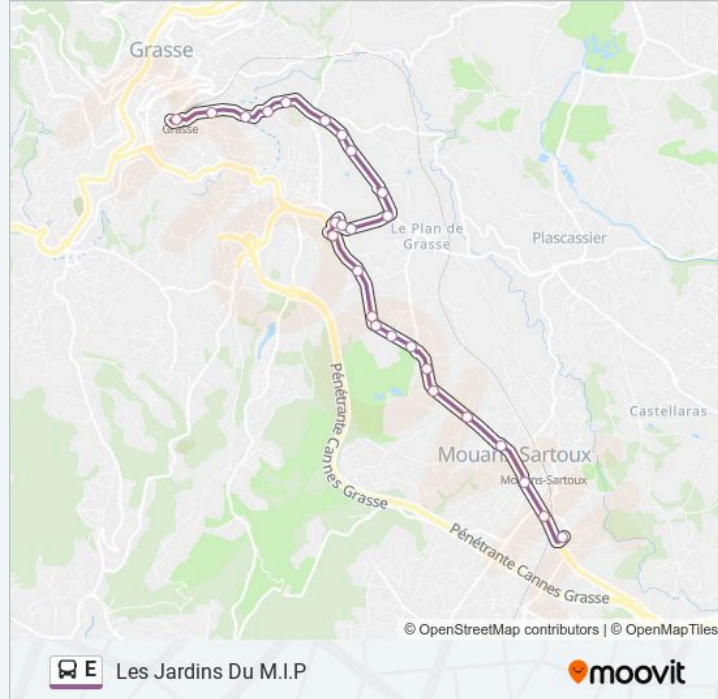 Grasse
Grasse
Le Plan de
Grasse
Plascassier
Pénétrante Cannes Grasse
Castellaras
Mouans-Sartoux
Mouans-Sartoux
Pénétrante Cannes Grasse
© OpenStreetMap contributors | © OpenMapTiles
E Les Jardins Du M.I.P
moovit